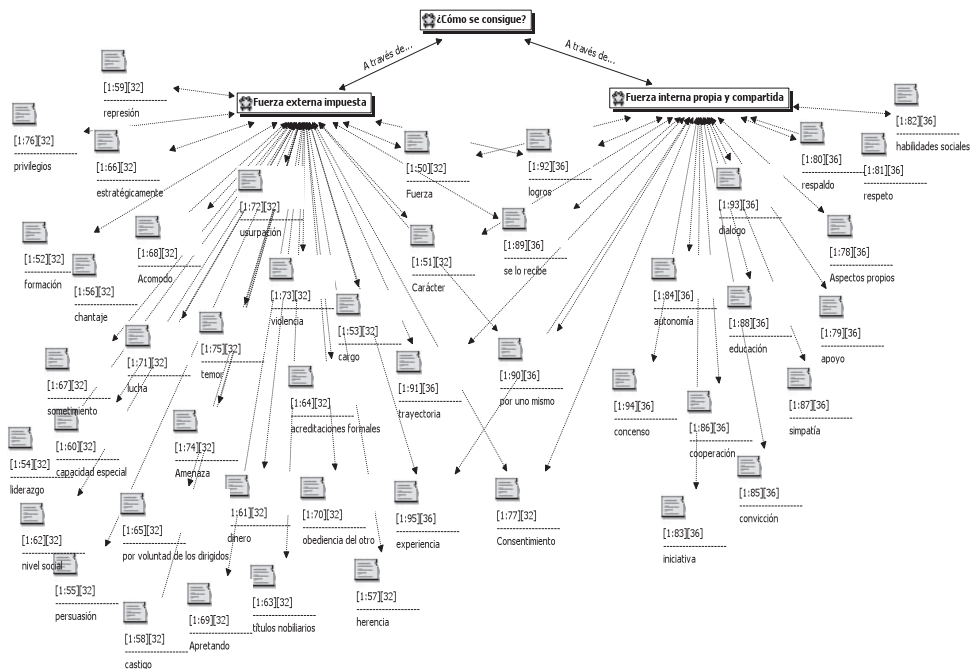 ¿Cómo se consigue?
A través de...
A través de...
Fuerza externa impuesta
Fuerza interna propia y compartida
[1:59][32]
represión
[1:76][32]
privilegios
[1:66][32]
estratégicamente
[1:50][32]
Fuerza
[1:92][36]
logros
[1:80][36]
respaldo
[1:82][36]
habilidades sociales
[1:81][36]
respeto
[1:72][32]
usurpación
[1:93][36]
dialogo
[1:52][32]
formación
[1:68][32]
Acomodo
[1:51][32]
Carácter
[1:89][36]
se lo recibe
[1:78][36]
Aspectos propios
[1:56][32]
chantaje
[1:73][32]
violencia
[1:84][36]
autonomía
[1:53][32]
cargo
[1:88][36]
educación
[1:79][36]
apoyo
[1:71][32]
lucha
[1:75][32]
temor
[1:67][32]
sometimiento
[1:91][36]
trayectoria
[1:90][36]
por uno mismo
[1:64][32]
acreditaciones formales
[1:94][36]
concenso
[1:87][36]
simpatía
[1:86][36]
cooperación
[1:54][32]
liderazgo
[1:60][32]
capacidad especial
[1:74][32]
Amenaza
[1:85][36]
convicción
[1:62][32]
nivel social
[1:65][32]
por voluntad de los dirigidos
1:61][32]
dinero
[1:70][32]
obediencia del otro
[1:95][36]
experiencia
[1:77][32]
Consentimiento
[1:83][36]
iniciativa
[1:55][32]
persuasión
[1:58][32]
castigo
[1:69][32]
Apretando
[1:63][32]
títulos nobiliarios
[1:57][32]
herencia